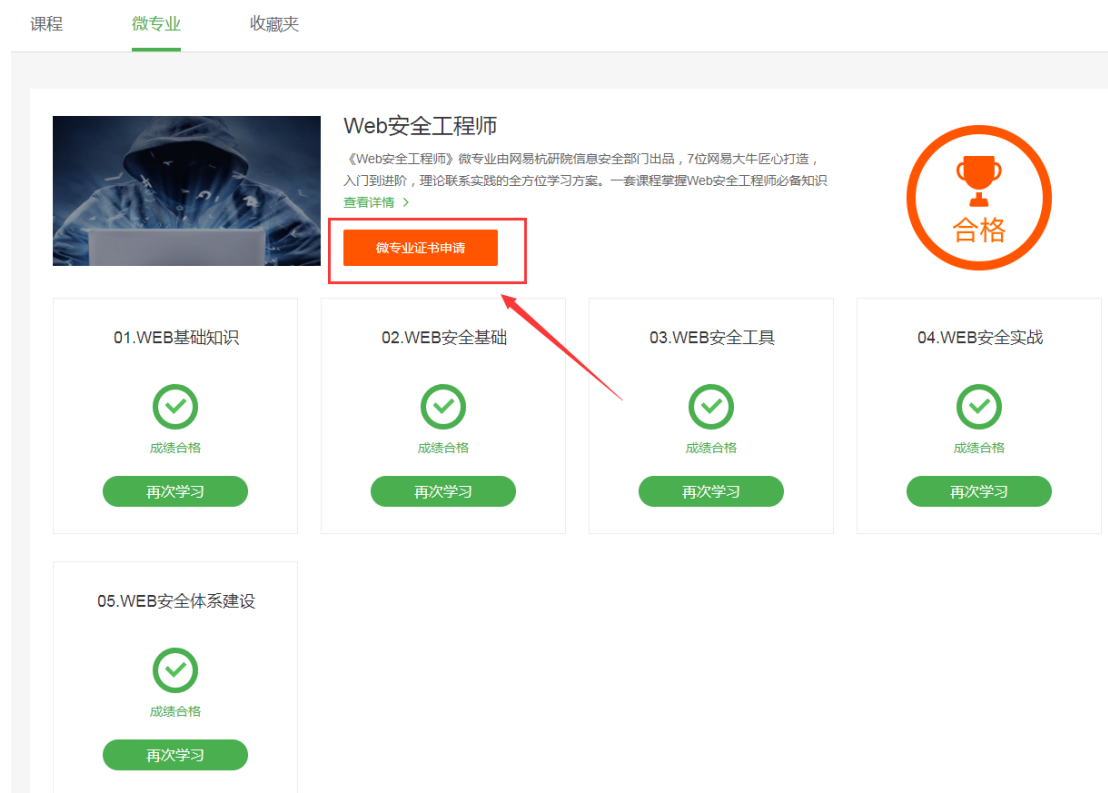 课程
微专业
收藏夹
Web安全工程师
《Web安全工程师》微专业由网易杭研院信息安全部门出品，7位网易大牛匠心打造，
入门到进阶，理论联系实践的全方位学习方案。一套课程掌握Web安全工程师必备知识
查看详情 >
微专业证书申请
合格
01.WEB基础知识
成绩合格
再次学习
02.WEB安全基础
成绩合格
再次学习
03.WEB安全工具
成绩合格
再次学习
04.WEB安全实战
成绩合格
再次学习
05.WEB安全体系建设
成绩合格
再次学习